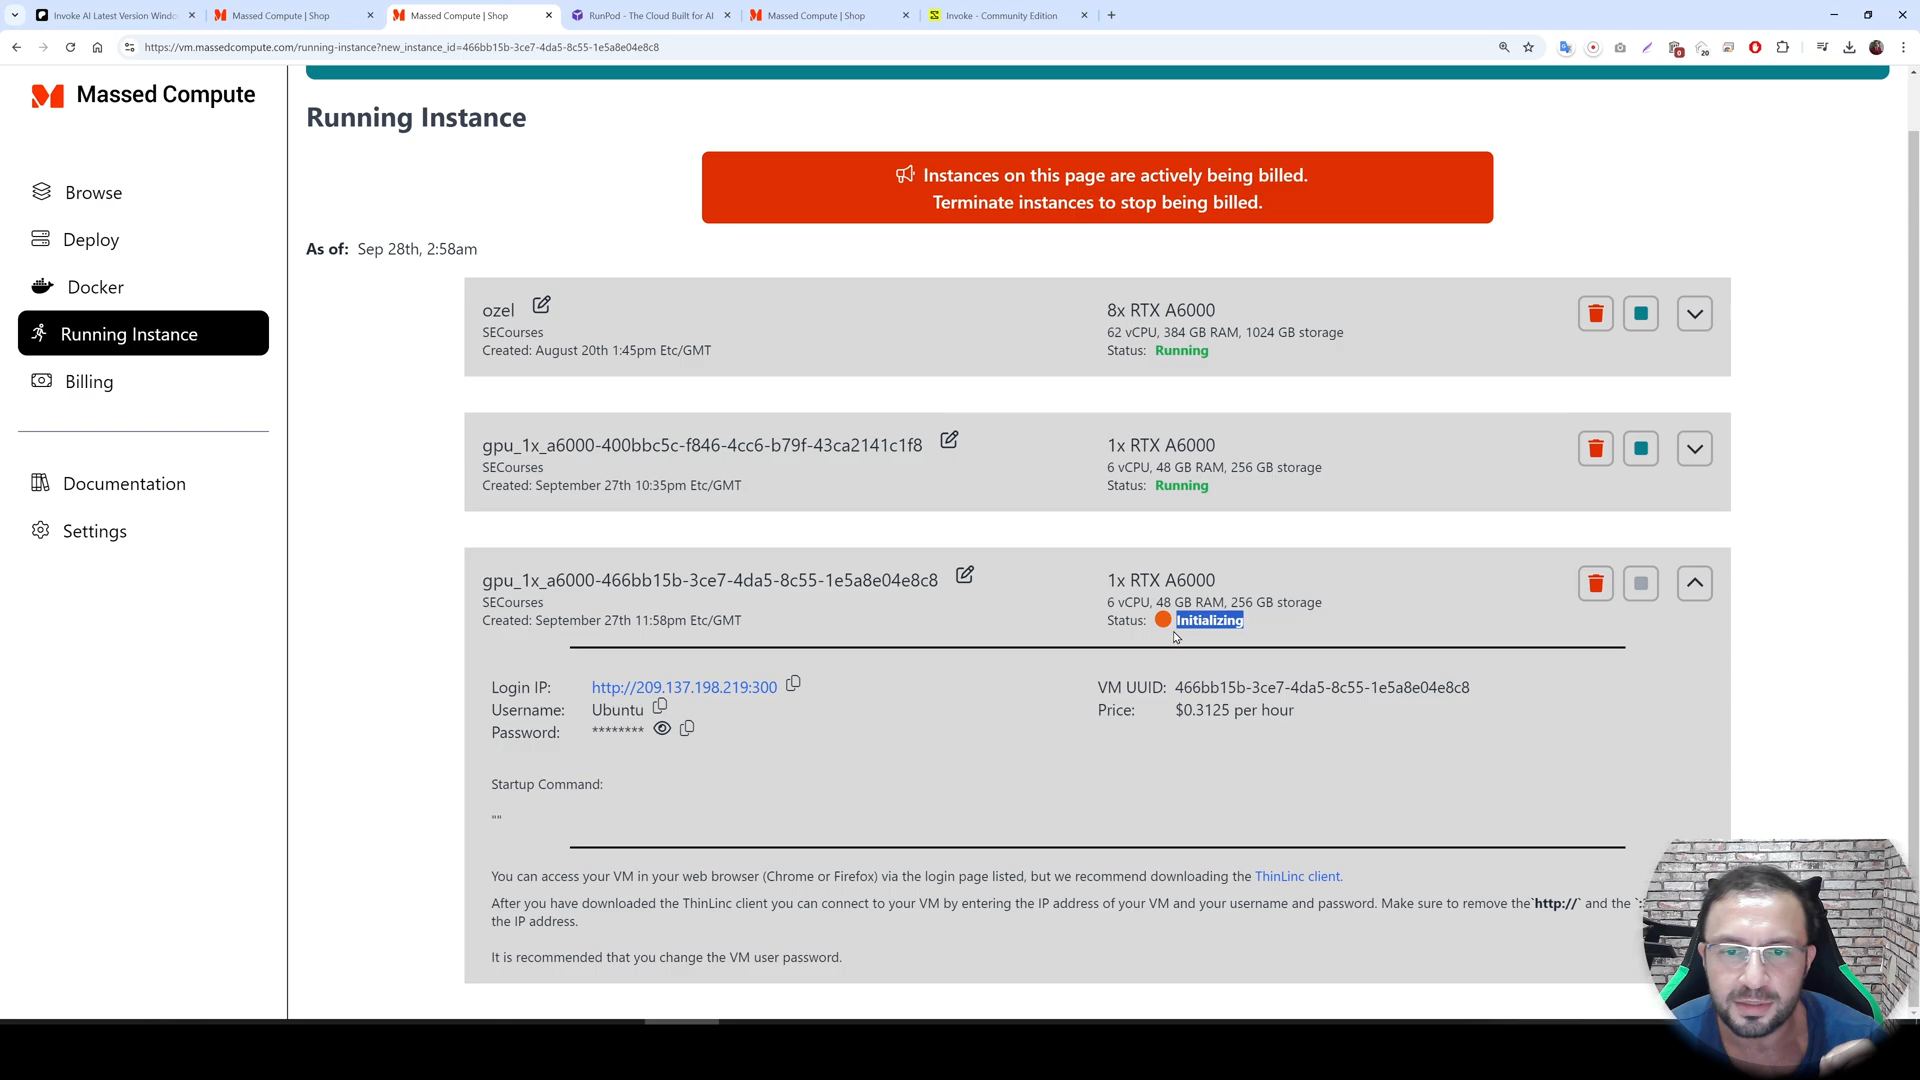 Invoke AI Latest Version Windo
Massed Compute | Shop
Massed Compute | Shop
RunPod - The Cloud Built for AI
Massed Compute | Shop
Invoke - Community Edition
https://vm.massedcompute.com/running-instance?new_instance_id=466bb15b-3ce7-4da5-8c55-1e5a8e04e8c8
0
20
Massed Compute
Browse
Deploy
Docker
Running Instance
Billing
Documentation
Settings
Running Instance
Instances on this page are actively being billed.
Terminate instances to stop being billed.
As of: Sep 28th, 2:58am
ozel
SECourses
Created: August 20th 1:45pm Etc/GMT
8x RTX A6000
62 vCPU, 384 GB RAM, 1024 GB storage
Status: Running
gpu_1x_a6000-400bbc5c-f846-4cc6-b79f-43ca2141c1f8
SECourses
Created: September 27th 10:35pm Etc/GMT
1x RTX A6000
6 vCPU, 48 GB RAM, 256 GB storage
Status: Running
gpu_1x_a6000-466bb15b-3ce7-4da5-8c55-1e5a8e04e8c8
SECourses
Created: September 27th 11:58pm Etc/GMT
1x RTX A6000
6 vCPU, 48 GB RAM, 256 GB storage
Status: Initializing
Login IP: http://209.137.198.219:300
Username: Ubuntu
Password: ********
VM UUID: 466bb15b-3ce7-4da5-8c55-1e5a8e04e8c8
Price: $0.3125 per hour
Startup Command:
""
You can access your VM in your web browser (Chrome or Firefox) via the login page listed, but we recommend downloading the ThinLinc client.
After you have downloaded the ThinLinc client you can connect to your VM by entering the IP address of your VM and your username and password. Make sure to remove the `http://` and the `:
the IP address.
It is recommended that you change the VM user password.